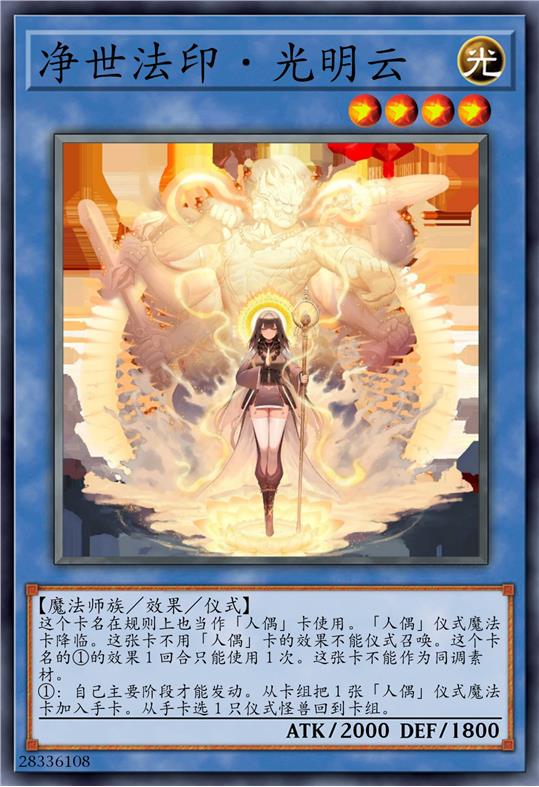 净世法印·光明云
光
【魔法师族／效果／仪式】
这个卡名在规则上也当作「人偶」卡使用。「人偶」仪式魔法
卡降临。这张卡不用「人偶」卡的效果不能仪式召唤。这个卡
名的①的效果1回合只能使用1次。这张卡不能作为同调素
材。
①：自己主要阶段才能发动。从卡组把1张「人偶」仪式魔法
卡加入手卡。从手卡选1只仪式怪兽回到卡组。
ATK/2000 DEF/1800
28336108